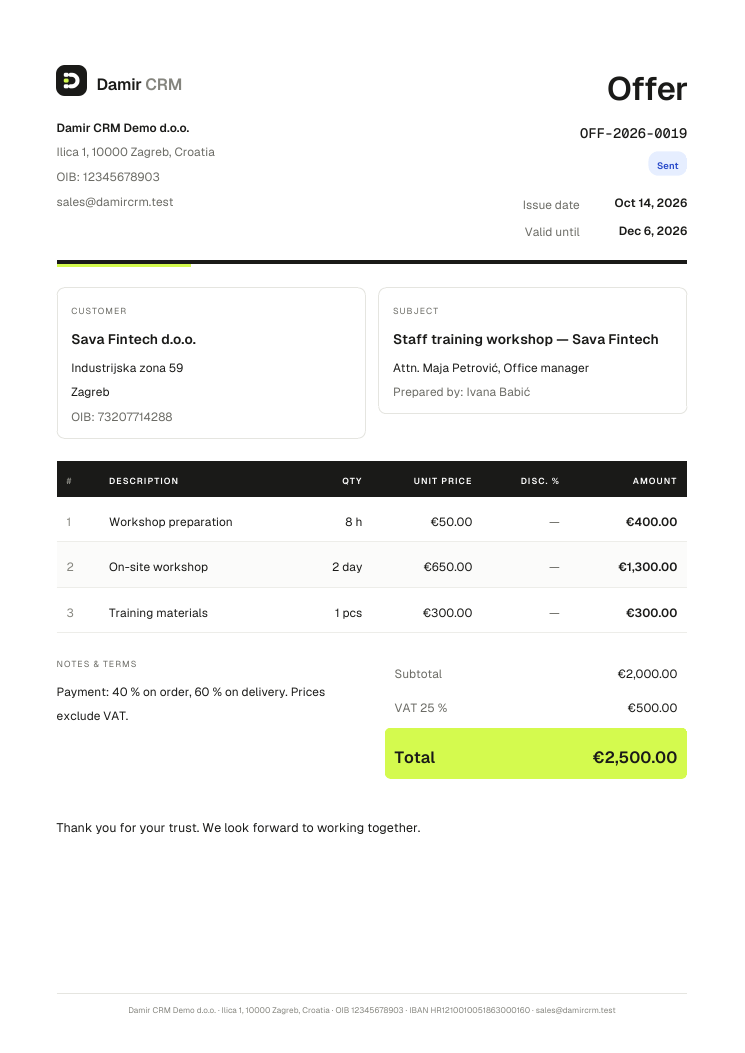 Damir CRM
Offer
Damir CRM Demo d.o.o.
OFF-2026-0019
Ilica 1, 10000 Zagreb, Croatia
Sent
OIB: 12345678903
sales@damircrm.test
Issue date Oct 14, 2026
Valid until Dec 6, 2026
CUSTOMER
Sava Fintech d.o.o.
Industrijska zona 59
Zagreb
OIB: 73207714288
SUBJECT
Staff training workshop — Sava Fintech
Attn. Maja Petrović, Office manager
Prepared by: Ivana Babić
# DESCRIPTION QTY UNIT PRICE DISC. % AMOUNT
1 Workshop preparation 8 h €50.00 — €400.00
2 On-site workshop 2 day €650.00 — €1,300.00
3 Training materials 1 pcs €300.00 — €300.00
NOTES & TERMS
Payment: 40 % on order, 60 % on delivery. Prices
exclude VAT.
Subtotal €2,000.00
VAT 25 % €500.00
Total €2,500.00
Thank you for your trust. We look forward to working together.
Damir CRM Demo d.o.o. · Ilica 1, 10000 Zagreb, Croatia · OIB 12345678903 · IBAN HR1210010051863000160 · sales@damircrm.test